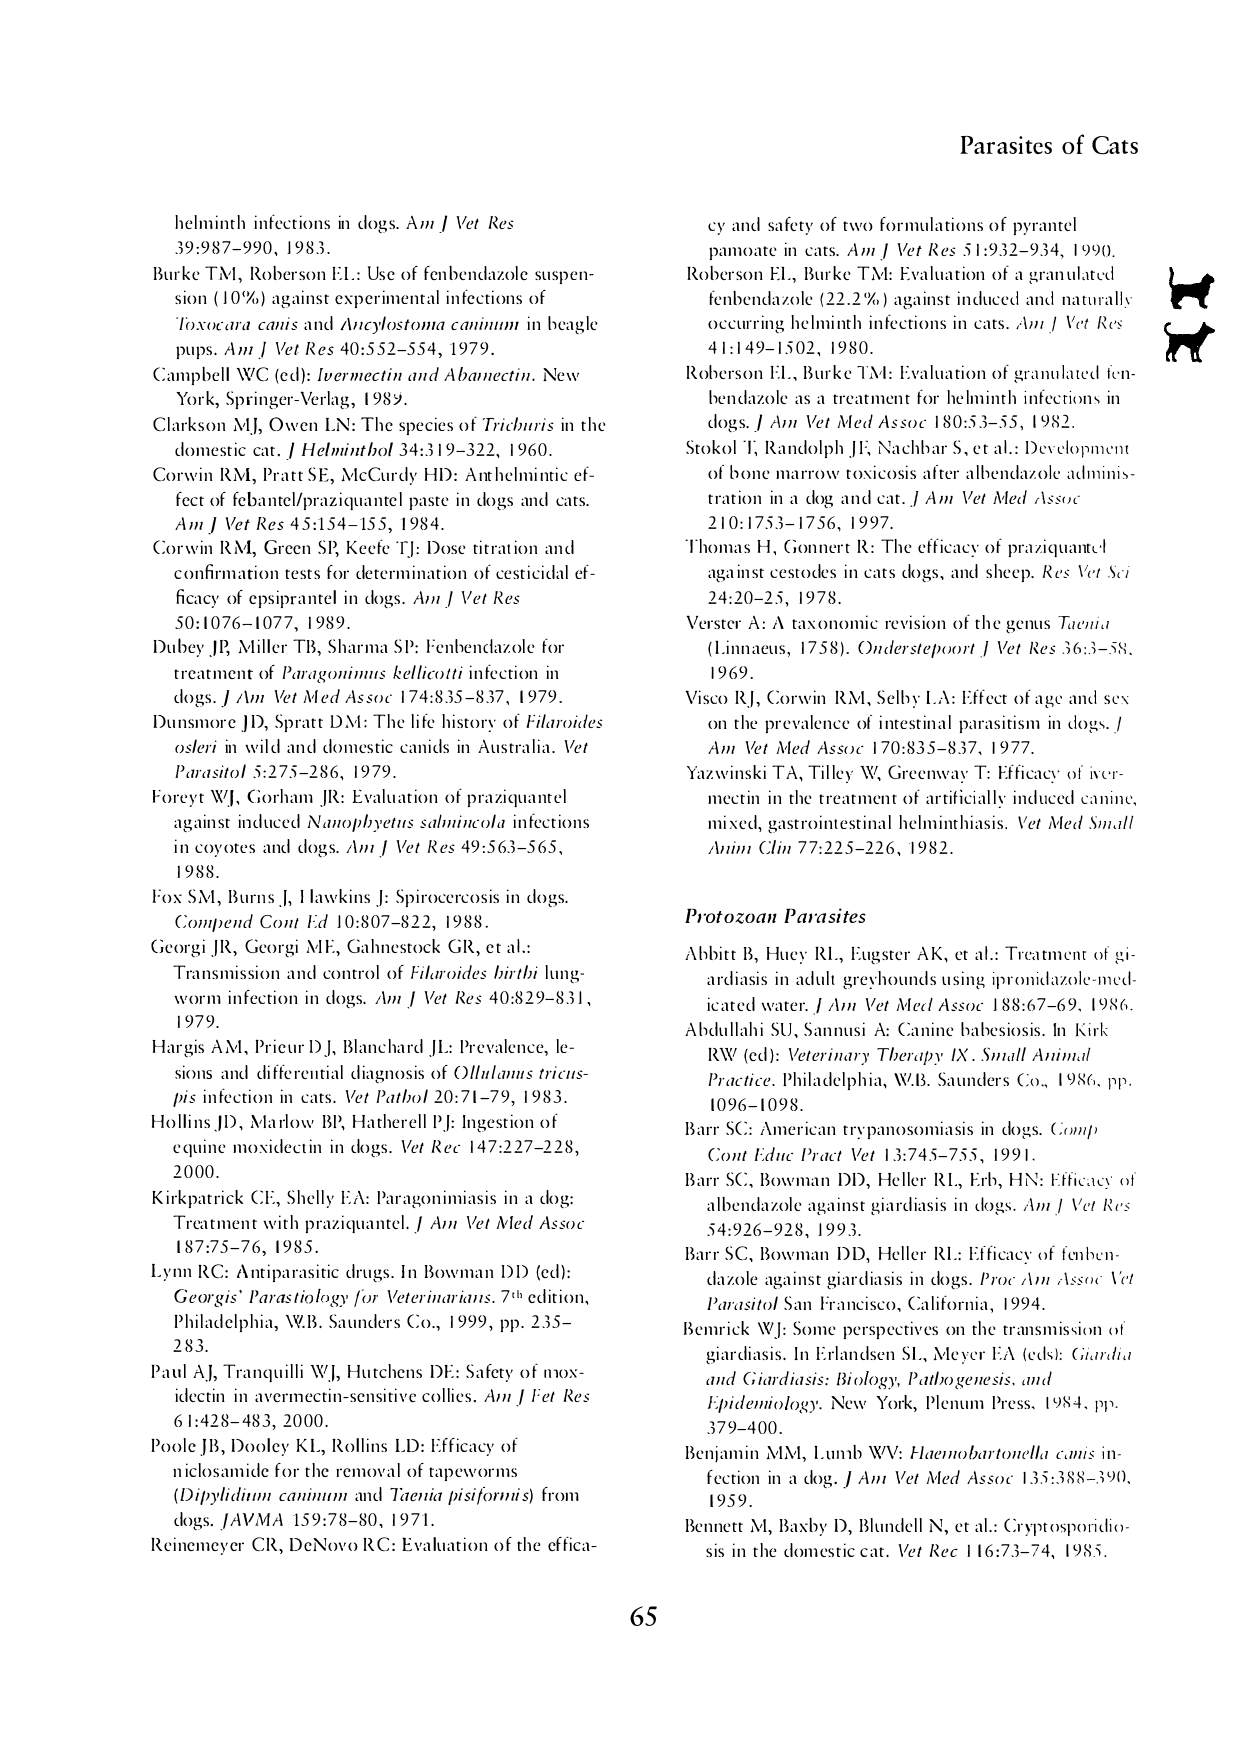 Parasites of Cats
helminth infections in dogs. Am J Vet Res
39:987–990, 1983.
Burke TM, Roberson EL: Use of fenbendazole suspen-
sion (10%) against experimental infections of
Toxocara canis and Ancylostoma caninum in beagle
pups. Am J Vet Res 40:552–554, 1979.
Campbell WC (ed): Ivermectin and Abamectin. New
York, Springer-Verlag, 1989.
Clarkson MJ, Owen LN: The species of Trichuris in the
domestic cat. J Helminthol 34:319–322, 1960.
Corwin RM, Pratt SE, McCurdy HD: Anthelmintic ef-
fect of febantel/praziquantel paste in dogs and cats.
Am J Vet Res 45:154–155, 1984.
Corwin RM, Green SP, Keefe TJ: Dose titration and
confirmation tests for determination of cesticidal ef-
ficacy of epsiprantel in dogs. Am J Vet Res
50:1076–1077, 1989.
Dubey JP, Miller TB, Sharma SP: Fenbendazole for
treatment of Paragonimus kellicotti infection in
dogs. J Am Vet Med Assoc 174:835–837, 1979.
Dunsmore JD, Spratt DM: The life history of Filaroides
osleri in wild and domestic canids in Australia. Vet
Parasitol 5:275–286, 1979.
Foreyt WJ, Gorham JR: Evaluation of praziquantel
against induced Nanophyetus salmincola infections
in coyotes and dogs. Am J Vet Res 49:563–565,
1988.
Fox SM, Burns J, Hawkins J: Spirocercosis in dogs.
Compend Cont Ed 10:807–822, 1988.
Georgi JR, Georgi ME, Gahnestock GR, et al.:
Transmission and control of Filaroides hirthi lung-
worm infection in dogs. Am J Vet Res 40:829–831,
1979.
Hargis AM, Prieur DJ, Blanchard JL: Prevalence, le-
sions and differential diagnosis of Ollulanus tricus-
pis infection in cats. Vet Pathol 20:71–79, 1983.
Hollins JD, Marlow BP, Hatherell PJ: Ingestion of
equine moxidectin in dogs. Vet Rec 147:227–228,
2000.
Kirkpatrick CE, Shelly EA: Paragonimiasis in a dog:
Treatment with praziquantel. J Am Vet Med Assoc
187:75–76, 1985.
Lynn RC: Antiparasitic drugs. In Bowman DD (ed):
Georgis' Parastiology for Veterinarians. 7th edition,
Philadelphia, W.B. Saunders Co., 1999, pp. 235–
283.
Paul AJ, Tranquilli WJ, Hutchens DE: Safety of mox-
idectin in avermectin-sensitive collies. Am J Fet Res
61:428–483, 2000.
Poole JB, Dooley KL, Rollins LD: Efficacy of
niclosamide for the removal of tapeworms
(Dipylidium caninum and Taenia pisiformis) from
dogs. JAVMA 159:78–80, 1971.
Reinemeyer CR, DeNovo RC: Evaluation of the effica-
cy and safety of two formulations of pyrantel
pamoate in cats. Am J Vet Res 51:932–934, 1990.
Roberson EL, Burke TM: Evaluation of a granulated
fenbendazole (22.2%) against induced and naturally
occurring helminth infections in cats. Am J Vet Res
41:149–1502, 1980.
Roberson EL, Burke TM: Evaluation of granulated fen-
bendazole as a treatment for helminth infections in
dogs. J Am Vet Med Assoc 180:53–55, 1982.
Stokol T, Randolph JF, Nachbar S, et al.: Development
of bone marrow toxicosis after albendazole adminis-
tration in a dog and cat. J Am Vet Med Assoc
210:1753–1756, 1997.
Thomas H, Gonnert R: The efficacy of praziquantel
against cestodes in cats dogs, and sheep. Res Vet Sci
24:20–25, 1978.
Verster A: A taxonomic revision of the genus Taenia
(Linnaeus, 1758). Onderstepoort J Vet Res 36:3–58,
1969.
Visco RJ, Corwin RM, Selby LA: Effect of age and sex
on the prevalence of intestinal parasitism in dogs. J
Am Vet Med Assoc 170:835–837, 1977.
Yazwinski TA, Tilley W, Greenway T: Efficacy of iver-
mectin in the treatment of artificially induced canine,
mixed, gastrointestinal helminthiasis. Vet Med Small
Anim Clin 77:225–226, 1982.
Protozoan Parasites
Abbitt B, Huey RL, Eugster AK, et al.: Treatment of gi-
ardiasis in adult greyhounds using ipronidazole-med-
icated water. J Am Vet Med Assoc 188:67–69, 1986.
Abdullahi SU, Sannusi A: Canine babesiosis. In Kirk
RW (ed): Veterinary Therapy IX. Small Animal
Practice. Philadelphia, W.B. Saunders Co., 1986, pp.
1096–1098.
Barr SC: American trypanosomiasis in dogs. Comp
Cont Educ Pract Vet 13:745–755, 1991.
Barr SC, Bowman DD, Heller RL, Erb, HN: Efficacy of
albendazole against giardiasis in dogs. Am J Vet Res
54:926–928, 1993.
Barr SC, Bowman DD, Heller RL: Efficacy of fenben-
dazole against giardiasis in dogs. Proc Am Assoc Vet
Parasitol San Francisco, California, 1994.
Bemrick WJ: Some perspectives on the transmission of
giardiasis. In Erlandsen SL, Meyer EA (eds): Giardia
and Giardiasis: Biology, Pathogenesis, and
Epidemiology. New York, Plenum Press, 1984, pp.
379–400.
Benjamin MM, Lumb WV: Haemobartonella canis in-
fection in a dog. J Am Vet Med Assoc 135:388–390,
1959.
Bennett M, Baxby D, Blundell N, et al.: Cryptosporidio-
sis in the domestic cat. Vet Rec 116:73–74, 1985.
65